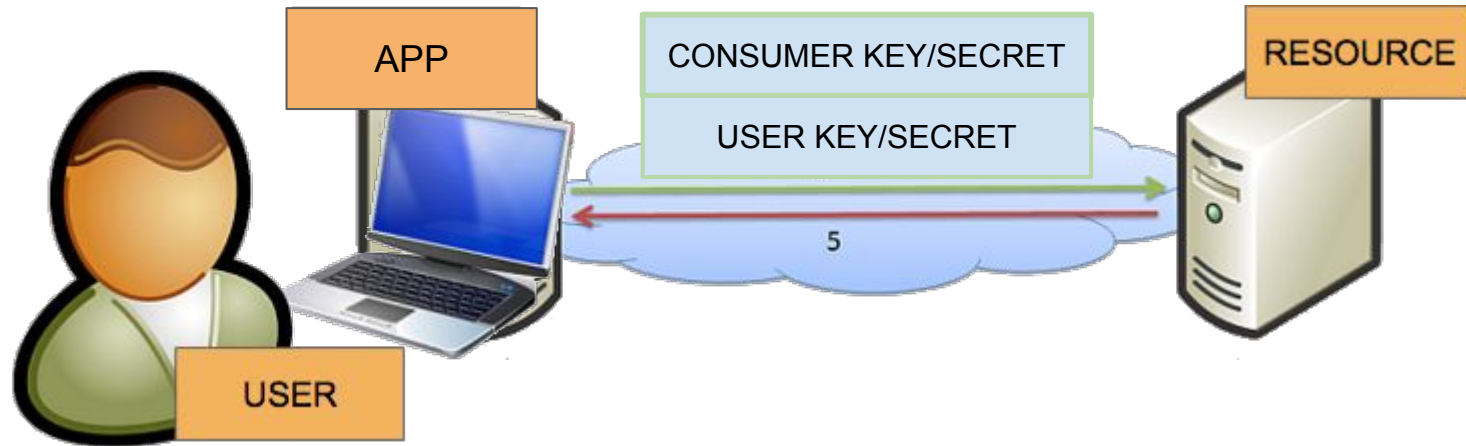 APP
CONSUMER KEY/SECRET
RESOURCE
USER KEY/SECRET
5
USER